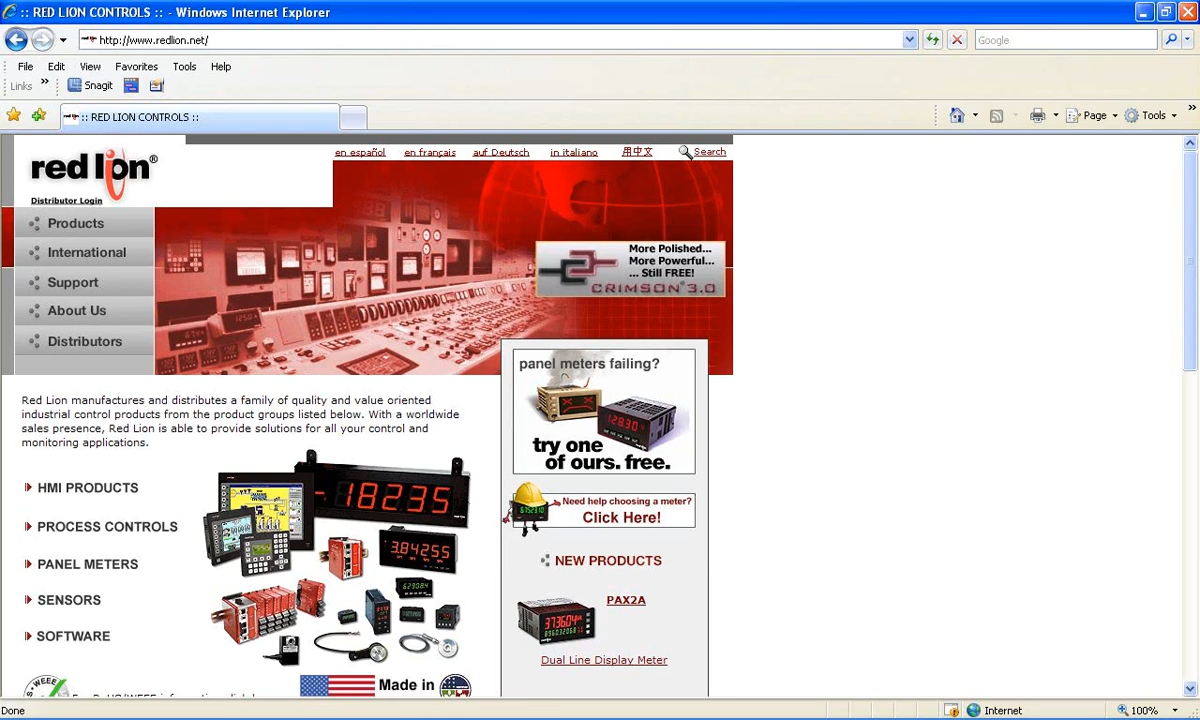 :: RED LION CONTROLS :: - Windows Internet Explorer
http://www.redlion.net/
Google
File Edit View Favorites Tools Help
Links Snagit
:: RED LION CONTROLS ::
Page Tools
red lion®
Distributor Login
en español en français auf Deutsch in italiano 用中文 Search
Products
International
Support
About Us
Distributors
More Polished...
More Powerful...
... Still FREE!
CRIMSON® 3.0
panel meters failing?
128.30
try one
of ours. free.
Red Lion manufactures and distributes a family of quality and value oriented
industrial control products from the product groups listed below. With a worldwide
sales presence, Red Lion is able to provide solutions for all your control and
monitoring applications.
HMI PRODUCTS
PROCESS CONTROLS
PANEL METERS
SENSORS
SOFTWARE
18235
3.84255
629084
Need help choosing a meter?
Click Here!
NEW PRODUCTS
PAX2A
Dual Line Display Meter
WEEE
Made in
Done
Internet
100%